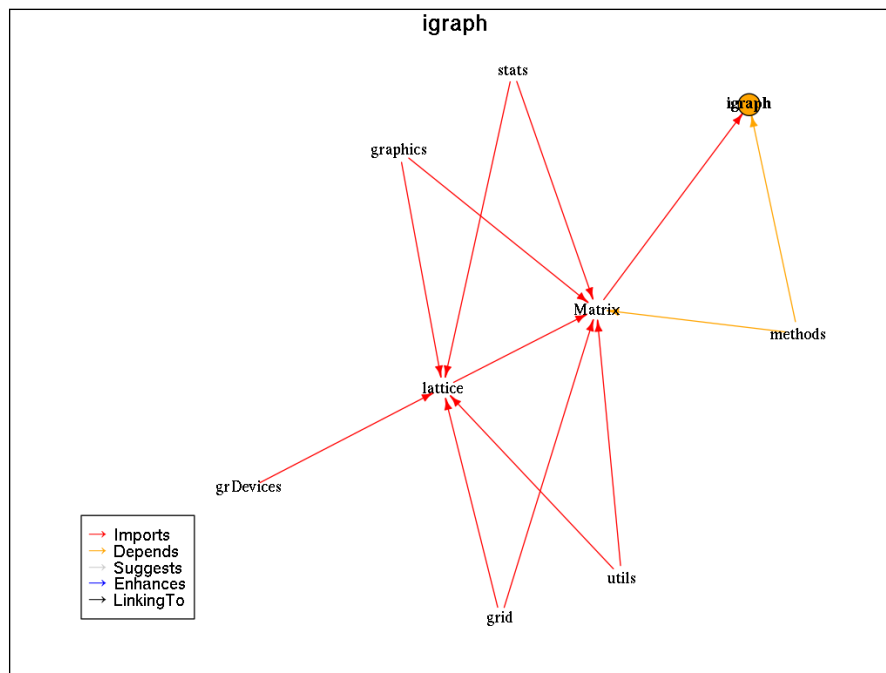 igraph
stats
igraph
graphics
Matrix
methods
lattice
grDevices
utils
grid
Imports
Depends
Suggests
Enhances
LinkingTo